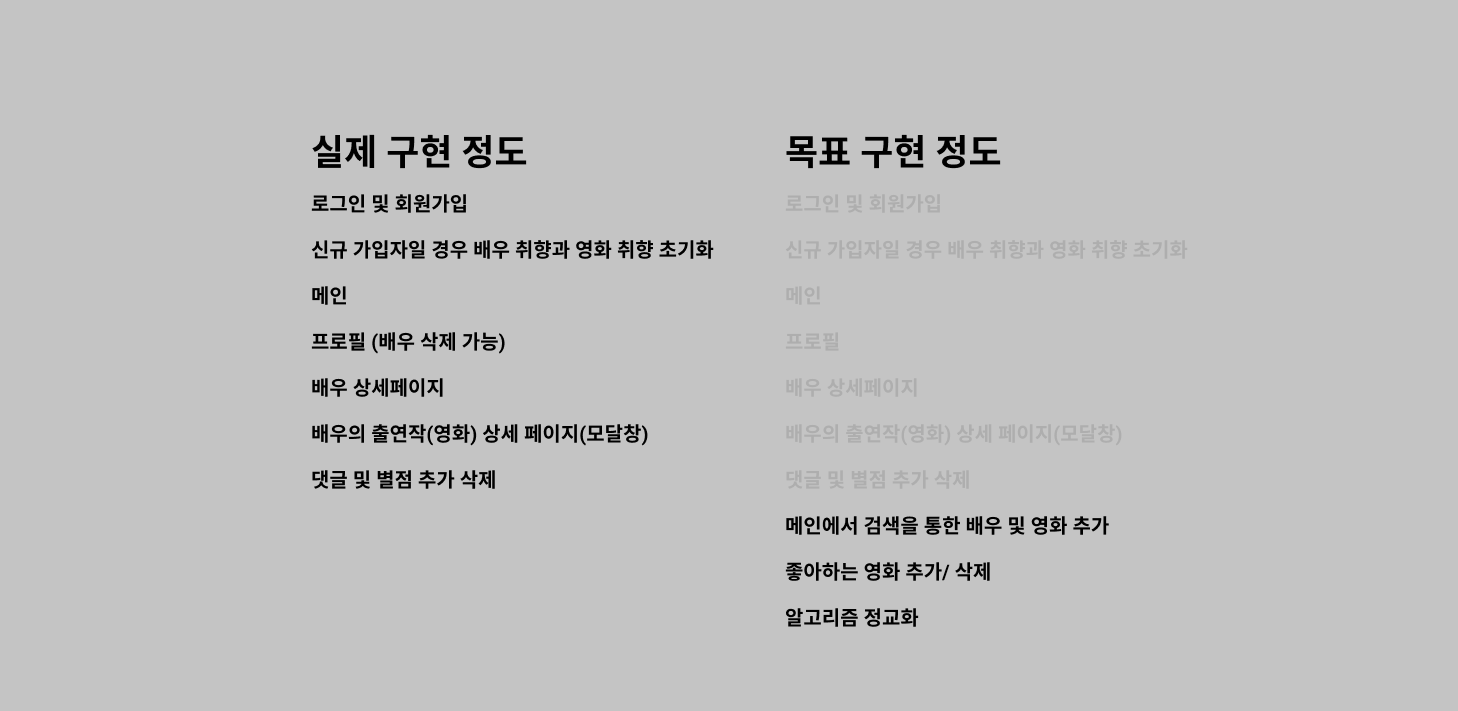 실제 구현 정도
로그인 및 회원가입
신규 가입자일 경우 배우 취향과 영화 취향 초기화
메인
프로필 (배우 삭제 가능)
배우 상세페이지
배우의 출연작(영화) 상세 페이지(모달창)
댓글 및 별점 추가 삭제
목표 구현 정도
로그인 및 회원가입
신규 가입자일 경우 배우 취향과 영화 취향 초기화
메인
프로필
배우 상세페이지
배우의 출연작(영화) 상세 페이지(모달창)
댓글 및 별점 추가 삭제
메인에서 검색을 통한 배우 및 영화 추가
좋아하는 영화 추가/ 삭제
알고리즘 정교화